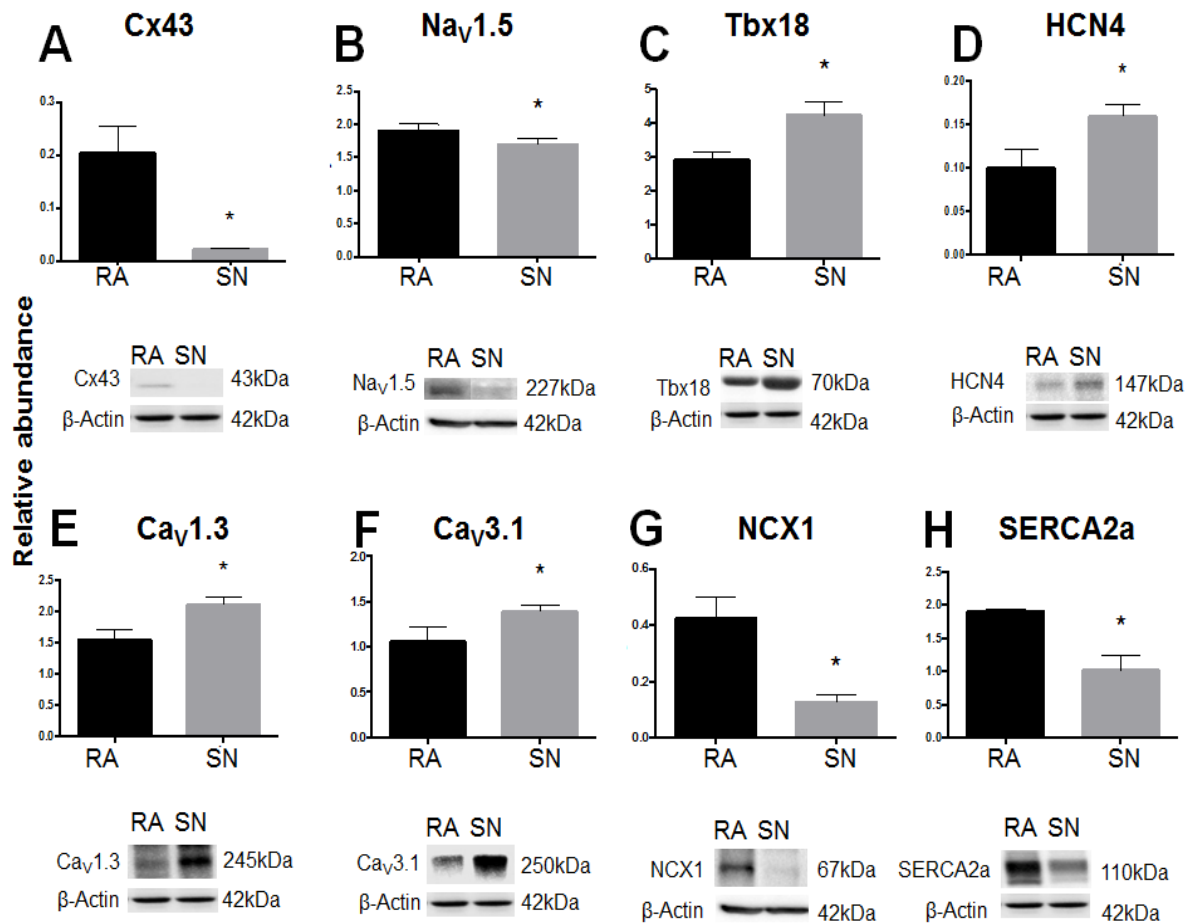 A Cx43
0.3
0.2
0.1
0.0
*
RA SN
B NaV1.5
2.5
2.0
1.5
1.0
0.5
0.0
*
RA SN
C Tbx18
5
4
3
2
1
0
*
RA SN
D HCN4
0.20
0.15
0.10
0.05
0.00
*
RA SN
Relative abundance
RA SN
Cx43 43kDa
β-Actin 42kDa
RA SN
NaV1.5 227kDa
β-Actin 42kDa
RA SN
Tbx18 70kDa
β-Actin 42kDa
RA SN
HCN4 147kDa
β-Actin 42kDa
E CaV1.3
2.5
2.0
1.5
1.0
0.5
0.0
*
RA SN
F CaV3.1
2.0
1.5
1.0
0.5
0.0
*
RA SN
G NCX1
0.6
0.4
0.2
0.0
*
RA SN
H SERCA2a
2.5
2.0
1.5
1.0
0.5
0.0
*
RA SN
RA SN
CaV1.3 245kDa
β-Actin 42kDa
RA SN
CaV3.1 250kDa
β-Actin 42kDa
RA SN
NCX1 67kDa
β-Actin 42kDa
RA SN
SERCA2a 110kDa
β-Actin 42kDa